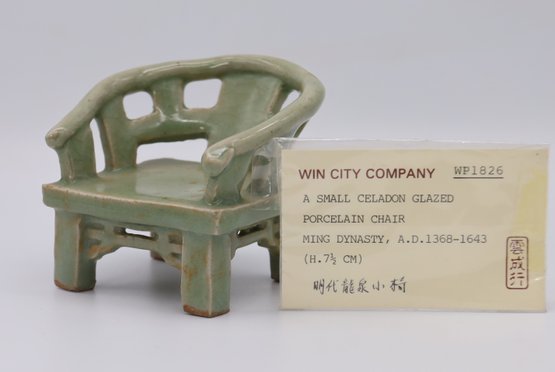 WIN CITY COMPANY WP1826
A SMALL CELADON GLAZED
PORCELAIN CHAIR
MING DYNASTY, A.D.1368-1643
(H.7½ CM)
明代龍泉小椅
雲成行